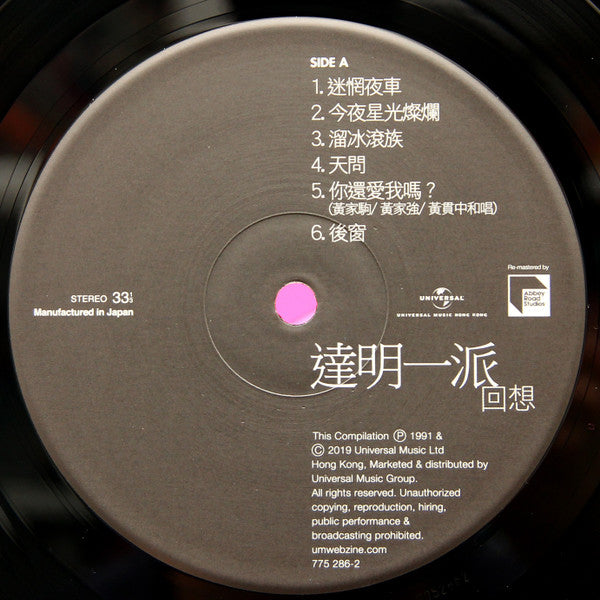 SIDE A
1. 迷惘夜車
2. 今夜星光燦爛
3. 溜冰滾族
4. 天問
5. 你還愛我嗎？
(黃家駒/ 黃家強/ 黃貫中和唱)
6. 後窗
STEREO 33⅓
Manufactured in Japan
UNIVERSAL
UNIVERSAL MUSIC HONG KONG
Re-mastered by
Abbey
Road
Studios
達明一派
回想
This Compilation Ⓟ 1991 &
Ⓒ 2019 Universal Music Ltd
Hong Kong, Marketed & distributed by
Universal Music Group.
All rights reserved. Unauthorized
copying, reproduction, hiring,
public performance &
broadcasting prohibited.
umwebzine.com
775 286-2